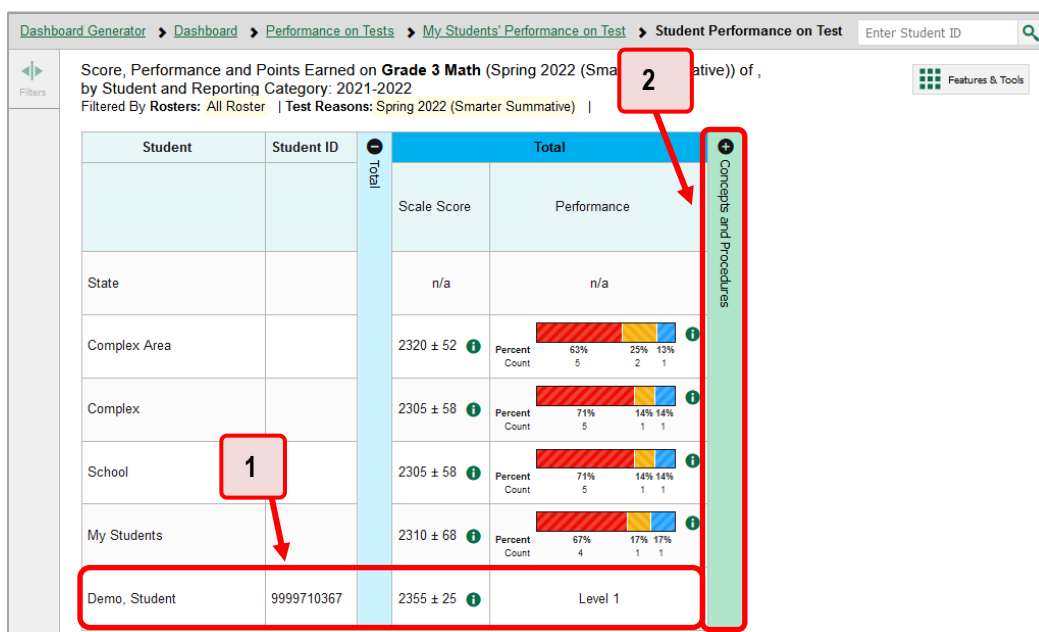 Dashboard Generator Dashboard Performance on Tests My Students' Performance on Test Student Performance on Test Enter Student ID
Filters
Score, Performance and Points Earned on Grade 3 Math (Spring 2022 (Sma ative)) of ,
by Student and Reporting Category: 2021-2022
Filtered By Rosters: All Roster | Test Reasons: Spring 2022 (Smarter Summative) |
Features & Tools
2
Student Student ID Total Total Concepts and Procedures
Scale Score Performance
State n/a n/a
Complex Area 2320 ± 52
Percent 63% 25% 13%
Count 5 2 1
Complex 2305 ± 58
Percent 71% 14% 14%
Count 5 1 1
1
School 2305 ± 58
Percent 71% 14% 14%
Count 5 1 1
My Students 2310 ± 68
Percent 67% 17% 17%
Count 4 1 1
Demo, Student 9999710367 2355 ± 25 Level 1